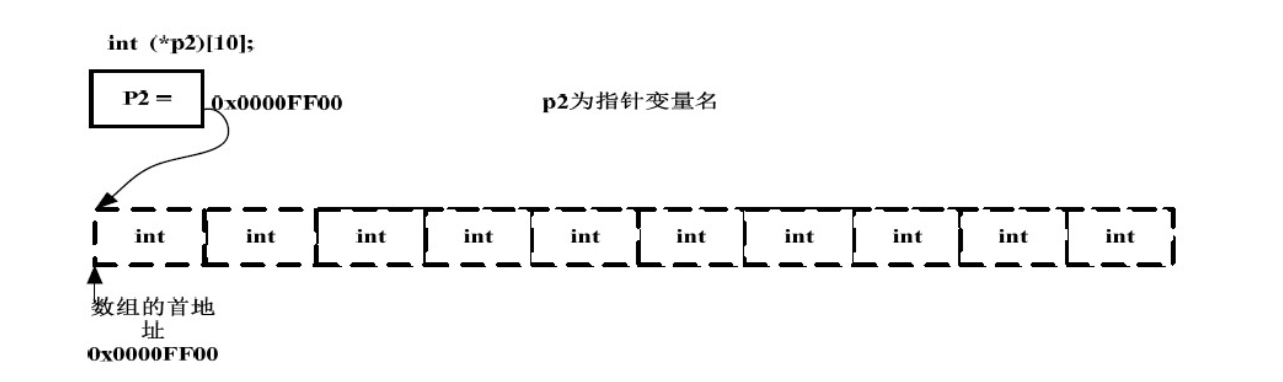 int (*p2)[10];
P2 =
0x0000FF00
p2为指针变量名
int int int int int int int int int int
数组的首地
址
0x0000FF00